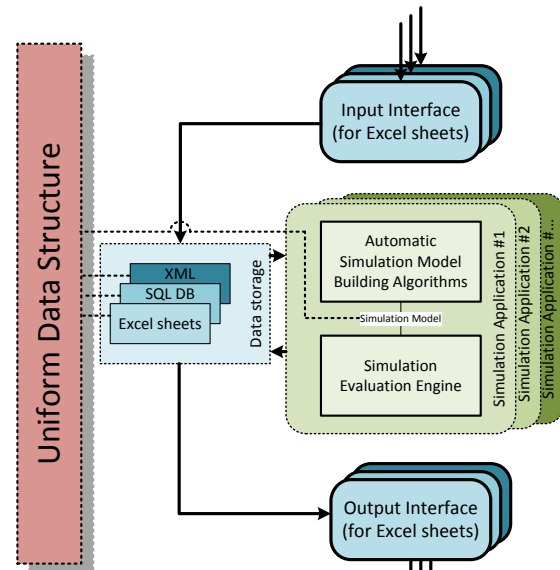 Uniform Data Structure
Input Interface
(for Excel sheets)
XML
SQL DB
Excel sheets
Data storage
Automatic
Simulation Model
Building Algorithms
Simulation Model
Simulation
Evaluation Engine
Simulation Application #1
Simulation Application #2
Simulation Application #...
Output Interface
(for Excel sheets)